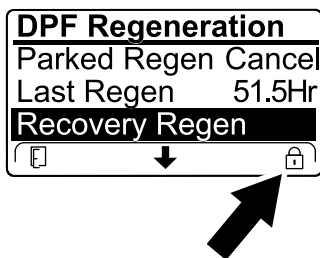 DPF Regeneration
Parked Regen Cancel
Last Regen 51.5Hr
Recovery Regen